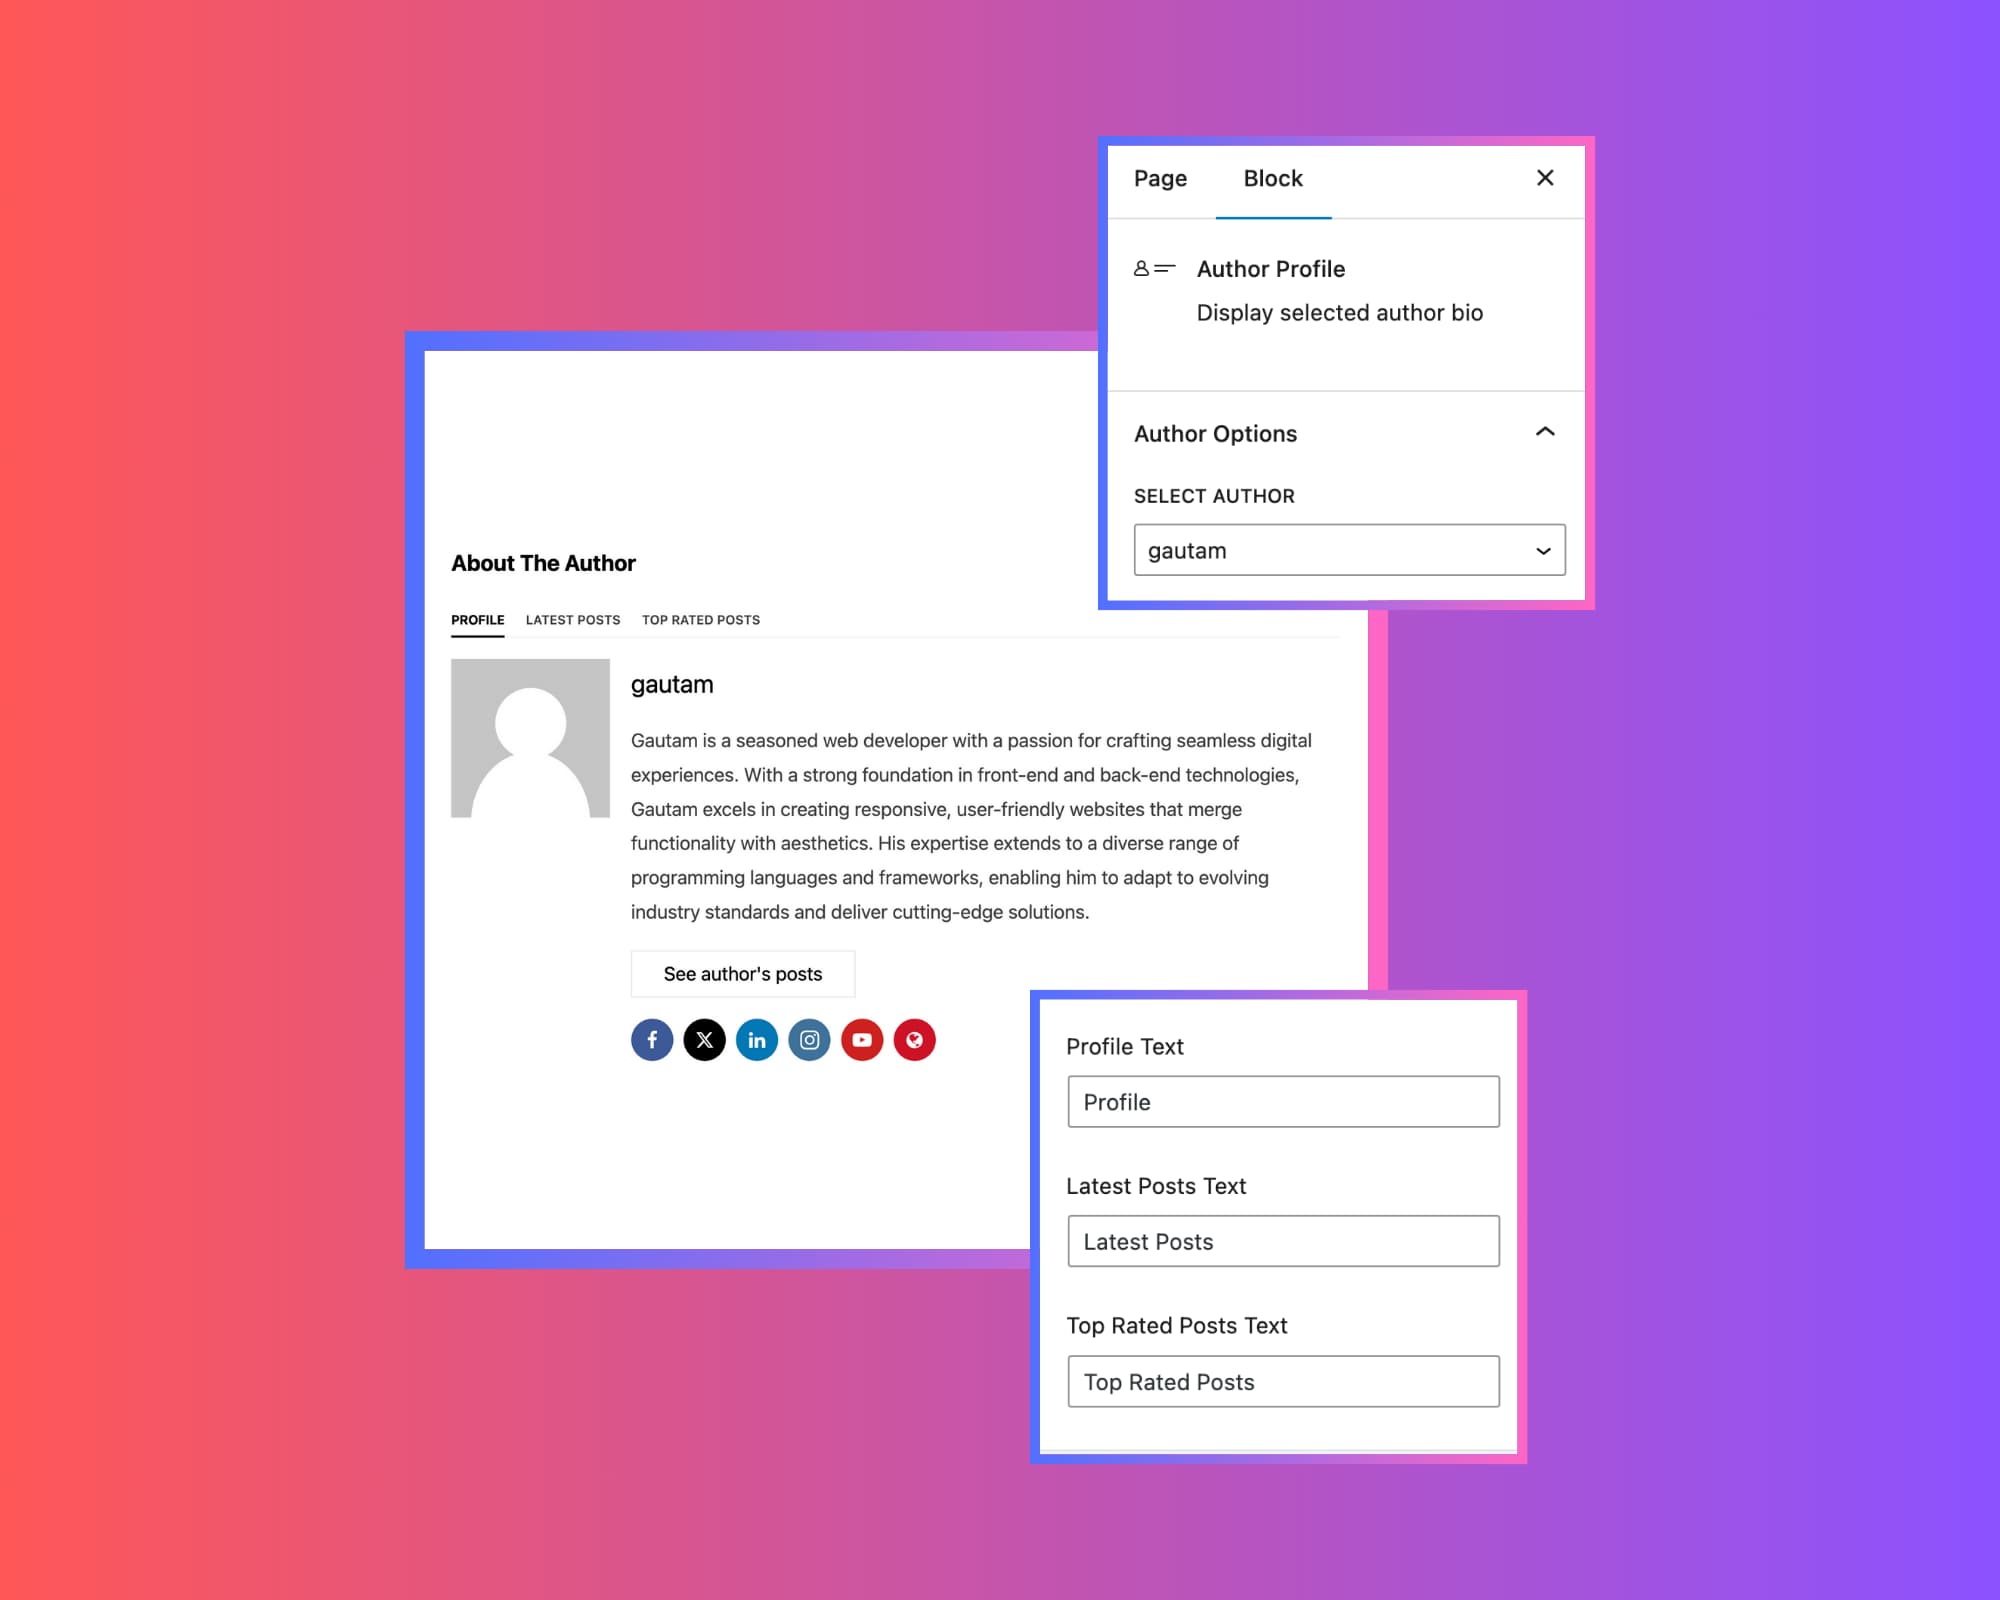 Page Block
Author Profile
Display selected author bio
Author Options
SELECT AUTHOR
gautam
About The Author
PROFILE LATEST POSTS TOP RATED POSTS
gautam
Gautam is a seasoned web developer with a passion for crafting seamless digital
experiences. With a strong foundation in front-end and back-end technologies,
Gautam excels in creating responsive, user-friendly websites that merge
functionality with aesthetics. His expertise extends to a diverse range of
programming languages and frameworks, enabling him to adapt to evolving
industry standards and deliver cutting-edge solutions.
See author's posts
Profile Text
Profile
Latest Posts Text
Latest Posts
Top Rated Posts Text
Top Rated Posts